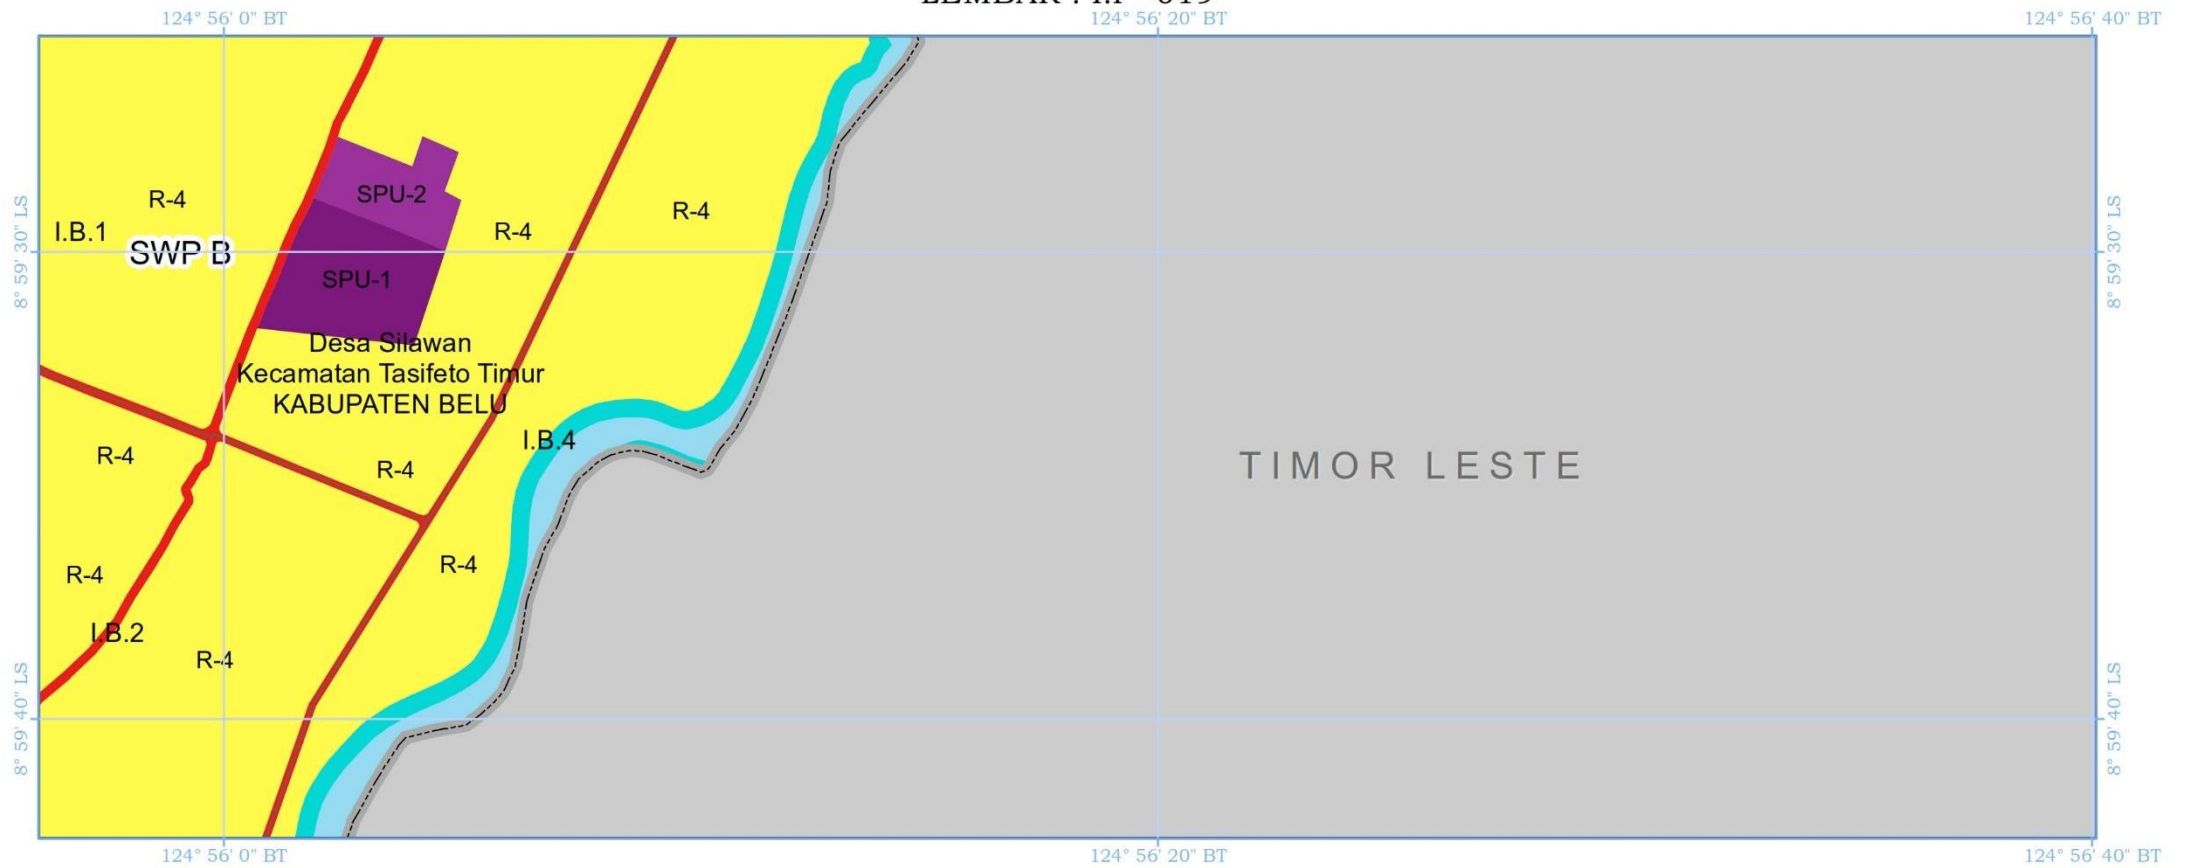 124° 56' 0" BT
124° 56' 20" BT
124° 56' 40" BT
8° 59' 30" LS
8° 59' 30" LS
R-4
I.B.1
SWP B
SPU-2
SPU-1
R-4
R-4
Desa Silawan
Kecamatan Tasifeto Timur
KABUPATEN BELU
I.B.4
R-4
R-4
TIMOR LESTE
R-4
R-4
I.B.2
R-4
8° 59' 40" LS
8° 59' 40" LS
124° 56' 0" BT
124° 56' 20" BT
124° 56' 40" BT